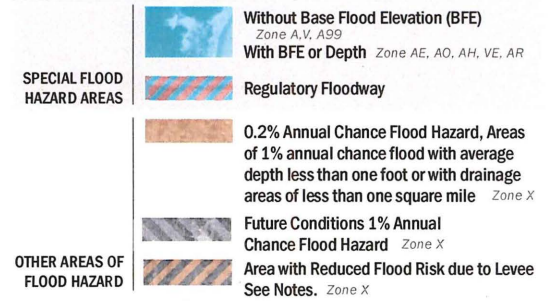 Without Base Flood Elevation (BFE)
Zone A,V, A99
With BFE or Depth Zone AE, AO, AH, VE, AR
SPECIAL FLOOD
HAZARD AREAS
Regulatory Floodway
0.2% Annual Chance Flood Hazard, Areas
of 1% annual chance flood with average
depth less than one foot or with drainage
areas of less than one square mile Zone X
Future Conditions 1% Annual
Chance Flood Hazard Zone X
OTHER AREAS OF
FLOOD HAZARD
Area with Reduced Flood Risk due to Levee
See Notes. Zone X